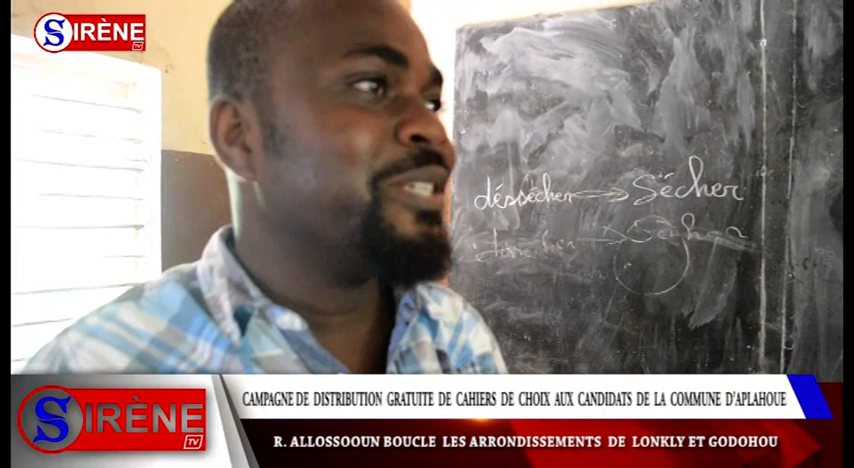 SIRÈNE TV
déssécher ↔ Sécher
SIRÈNE TV
CAMPAGNE DE DISTRIBUTION GRATUITE DE CAHIERS DE CHOIX AUX CANDIDATS DE LA COMMUNE D'APLAHOUE
R. ALLOSSOOUN BOUCLE LES ARRONDISSEMENTS DE LONKLY ET GODOHOU